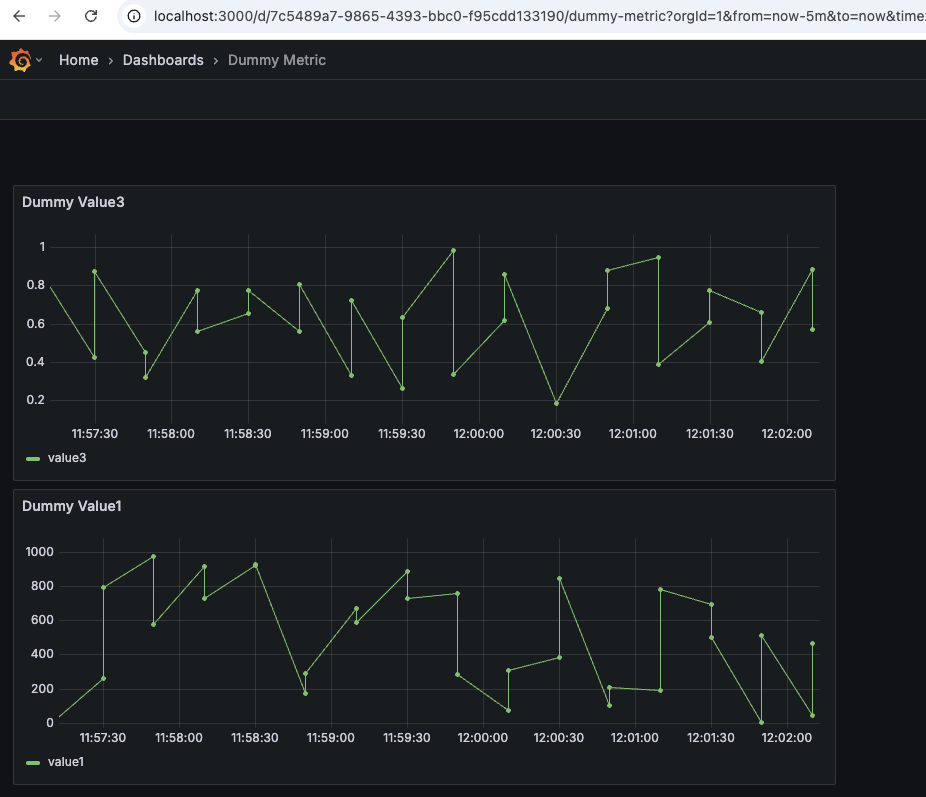 localhost:3000/d/7c5489a7-9865-4393-bbc0-f95cdd133190/dummy-metric?orgId=1&from=now-5m&to=now&time
Home › Dashboards › Dummy Metric
Dummy Value3
1
0.8
0.6
0.4
0.2
11:57:30 11:58:00 11:58:30 11:59:00 11:59:30 12:00:00 12:00:30 12:01:00 12:01:30 12:02:00
value3
Dummy Value1
1000
800
600
400
200
0
11:57:30 11:58:00 11:58:30 11:59:00 11:59:30 12:00:00 12:00:30 12:01:00 12:01:30 12:02:00
value1